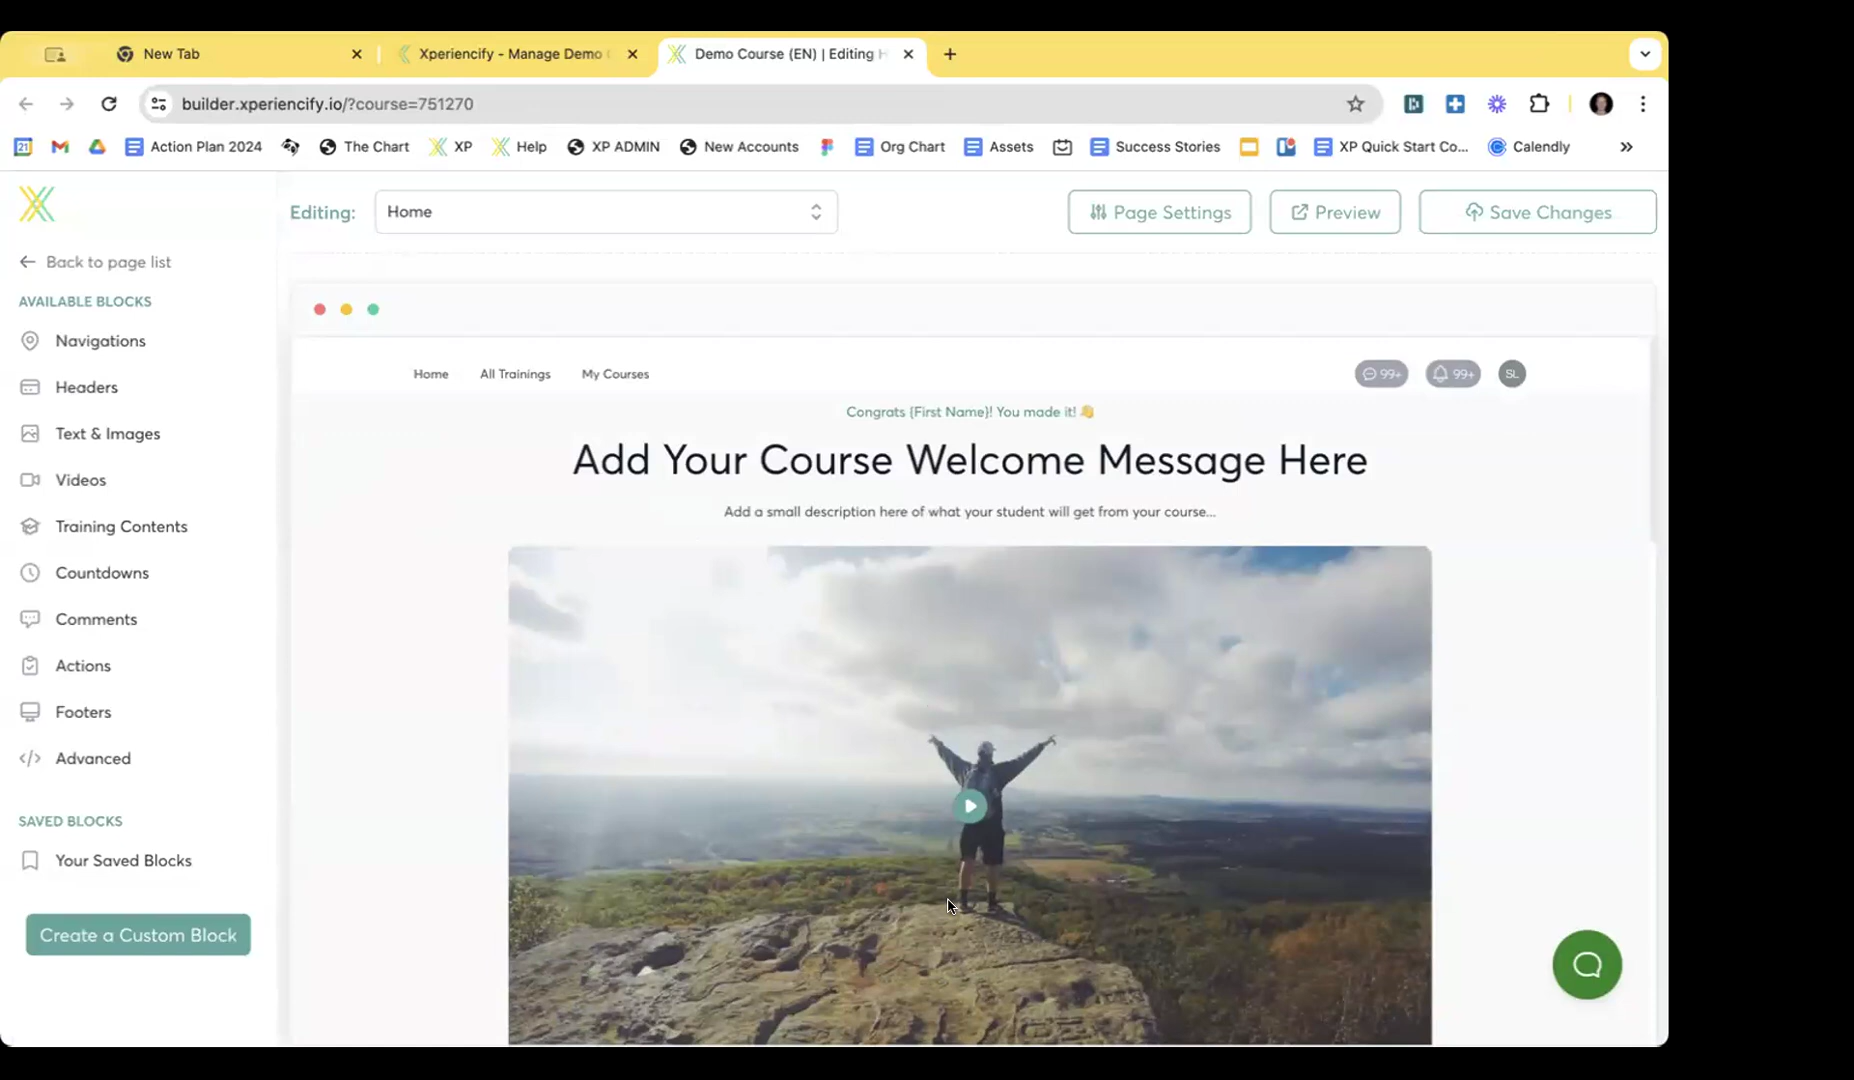 New Tab
Xperiencify - Manage Demo
Demo Course (EN) | Editing H
builder.xperiencify.io/?course=751270
21
Action Plan 2024
The Chart
XP
Help
XP ADMIN
New Accounts
Org Chart
Assets
Success Stories
XP Quick Start Co...
Calendly
Editing:
Home
Page Settings
Preview
Save Changes
Back to page list
AVAILABLE BLOCKS
Navigations
Headers
Text & Images
Videos
Training Contents
Countdowns
Comments
Actions
Footers
Advanced
SAVED BLOCKS
Your Saved Blocks
Create a Custom Block
Home
All Trainings
My Courses
99+
99+
SL
Congrats {First Name}! You made it! 👏
Add Your Course Welcome Message Here
Add a small description here of what your student will get from your course...